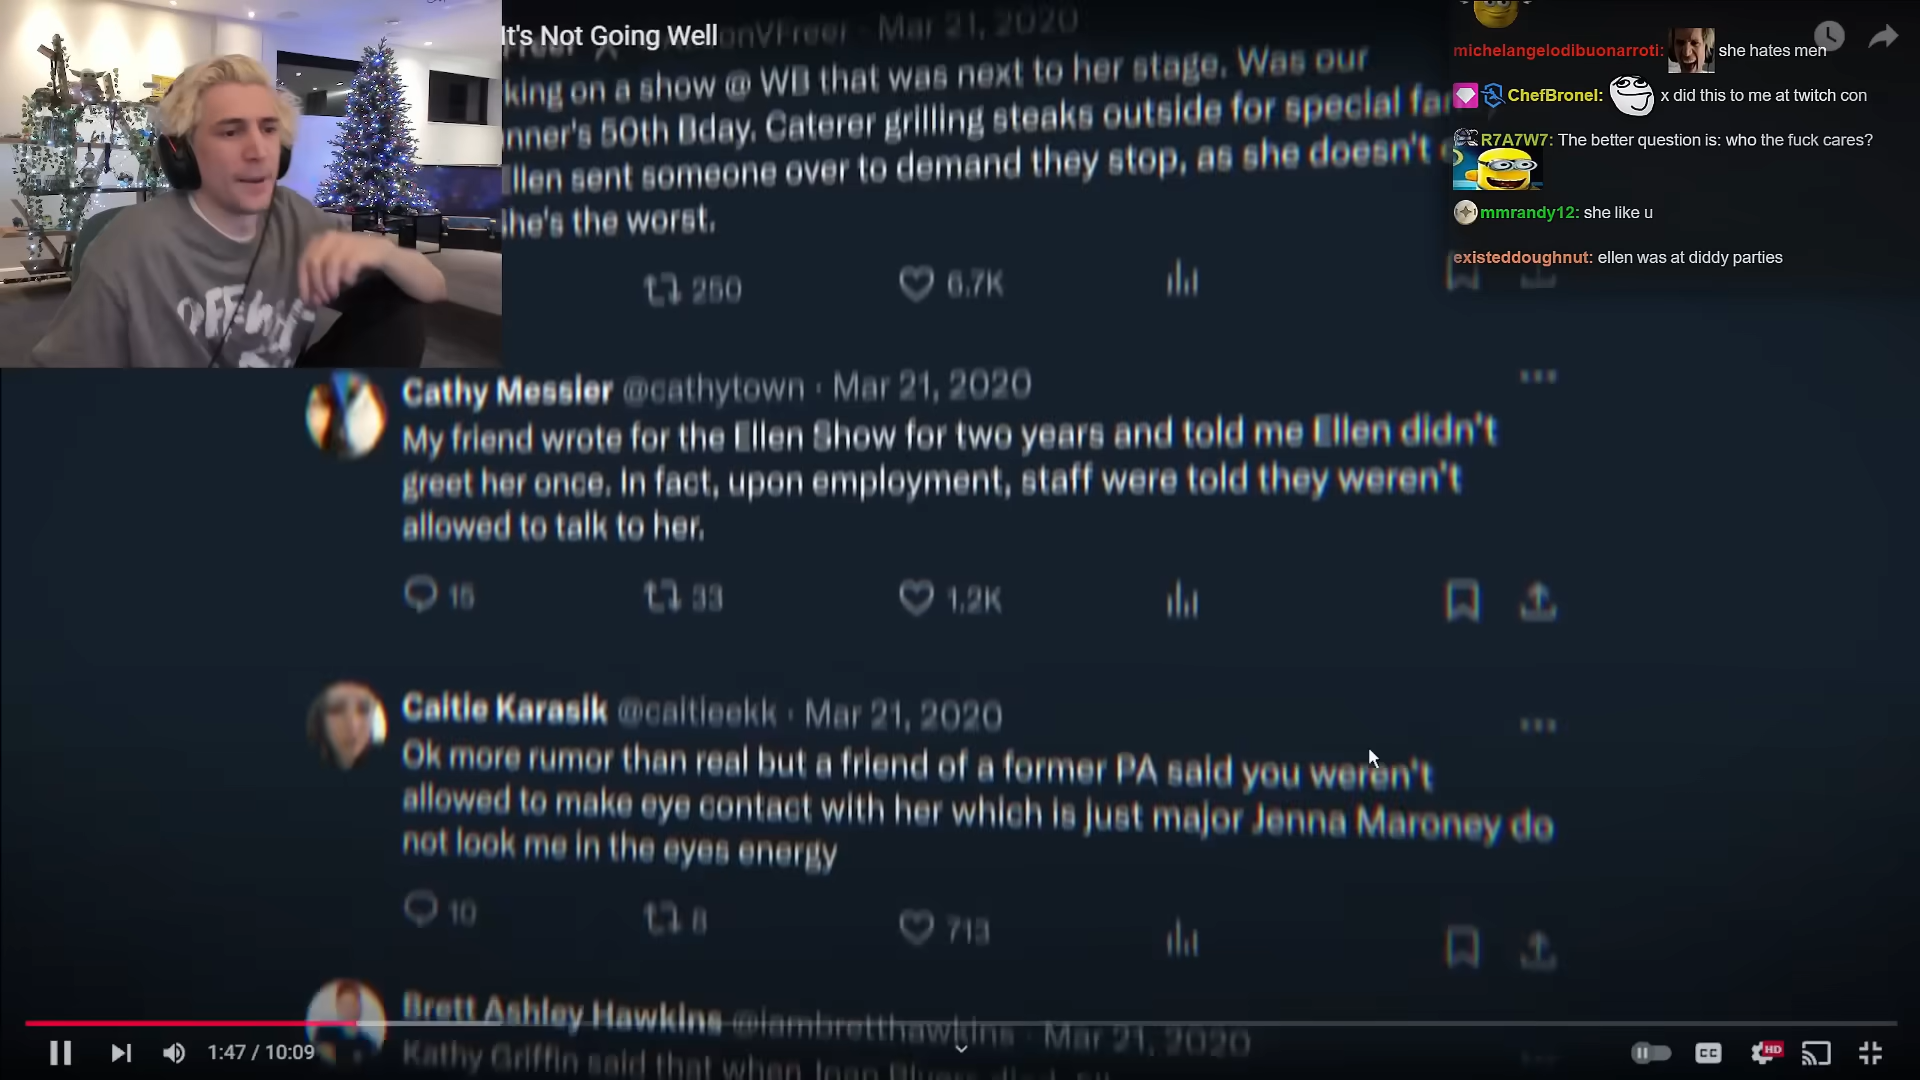 It's Not Going Well
Mar 21, 2020
king on a show @ WB that was next to her stage. Was our
nner's 50th Bday. Caterer grilling steaks outside for special
llen sent someone over to demand they stop, as she doesn't
he's the worst.
250
6.7K
michelangelodibuonarroti: she hates men
ChefBronel: x did this to me at twitch con
R7A7W7: The better question is: who the fuck cares?
mmrandy12: she like u
existeddoughnut: ellen was at diddy parties
OFF
Cathy Messier @cathytown · Mar 21, 2020
My friend wrote for the Ellen Show for two years and told me Ellen didn't
greet her once. In fact, upon employment, staff were told they weren't
allowed to talk to her.
15 33 1.2K
Caitie Karasik @caitieekk · Mar 21, 2020
Ok more rumor than real but a friend of a former PA said you weren't
allowed to make eye contact with her which is just major Jenna Maroney do
not look me in the eyes energy
10 8 713
Brett Ashley Hawkins @iambretthawkins · Mar 21, 2020
Kathy Griffin said that when Joan Rivers died,
1:47 / 10:09
CC
HD